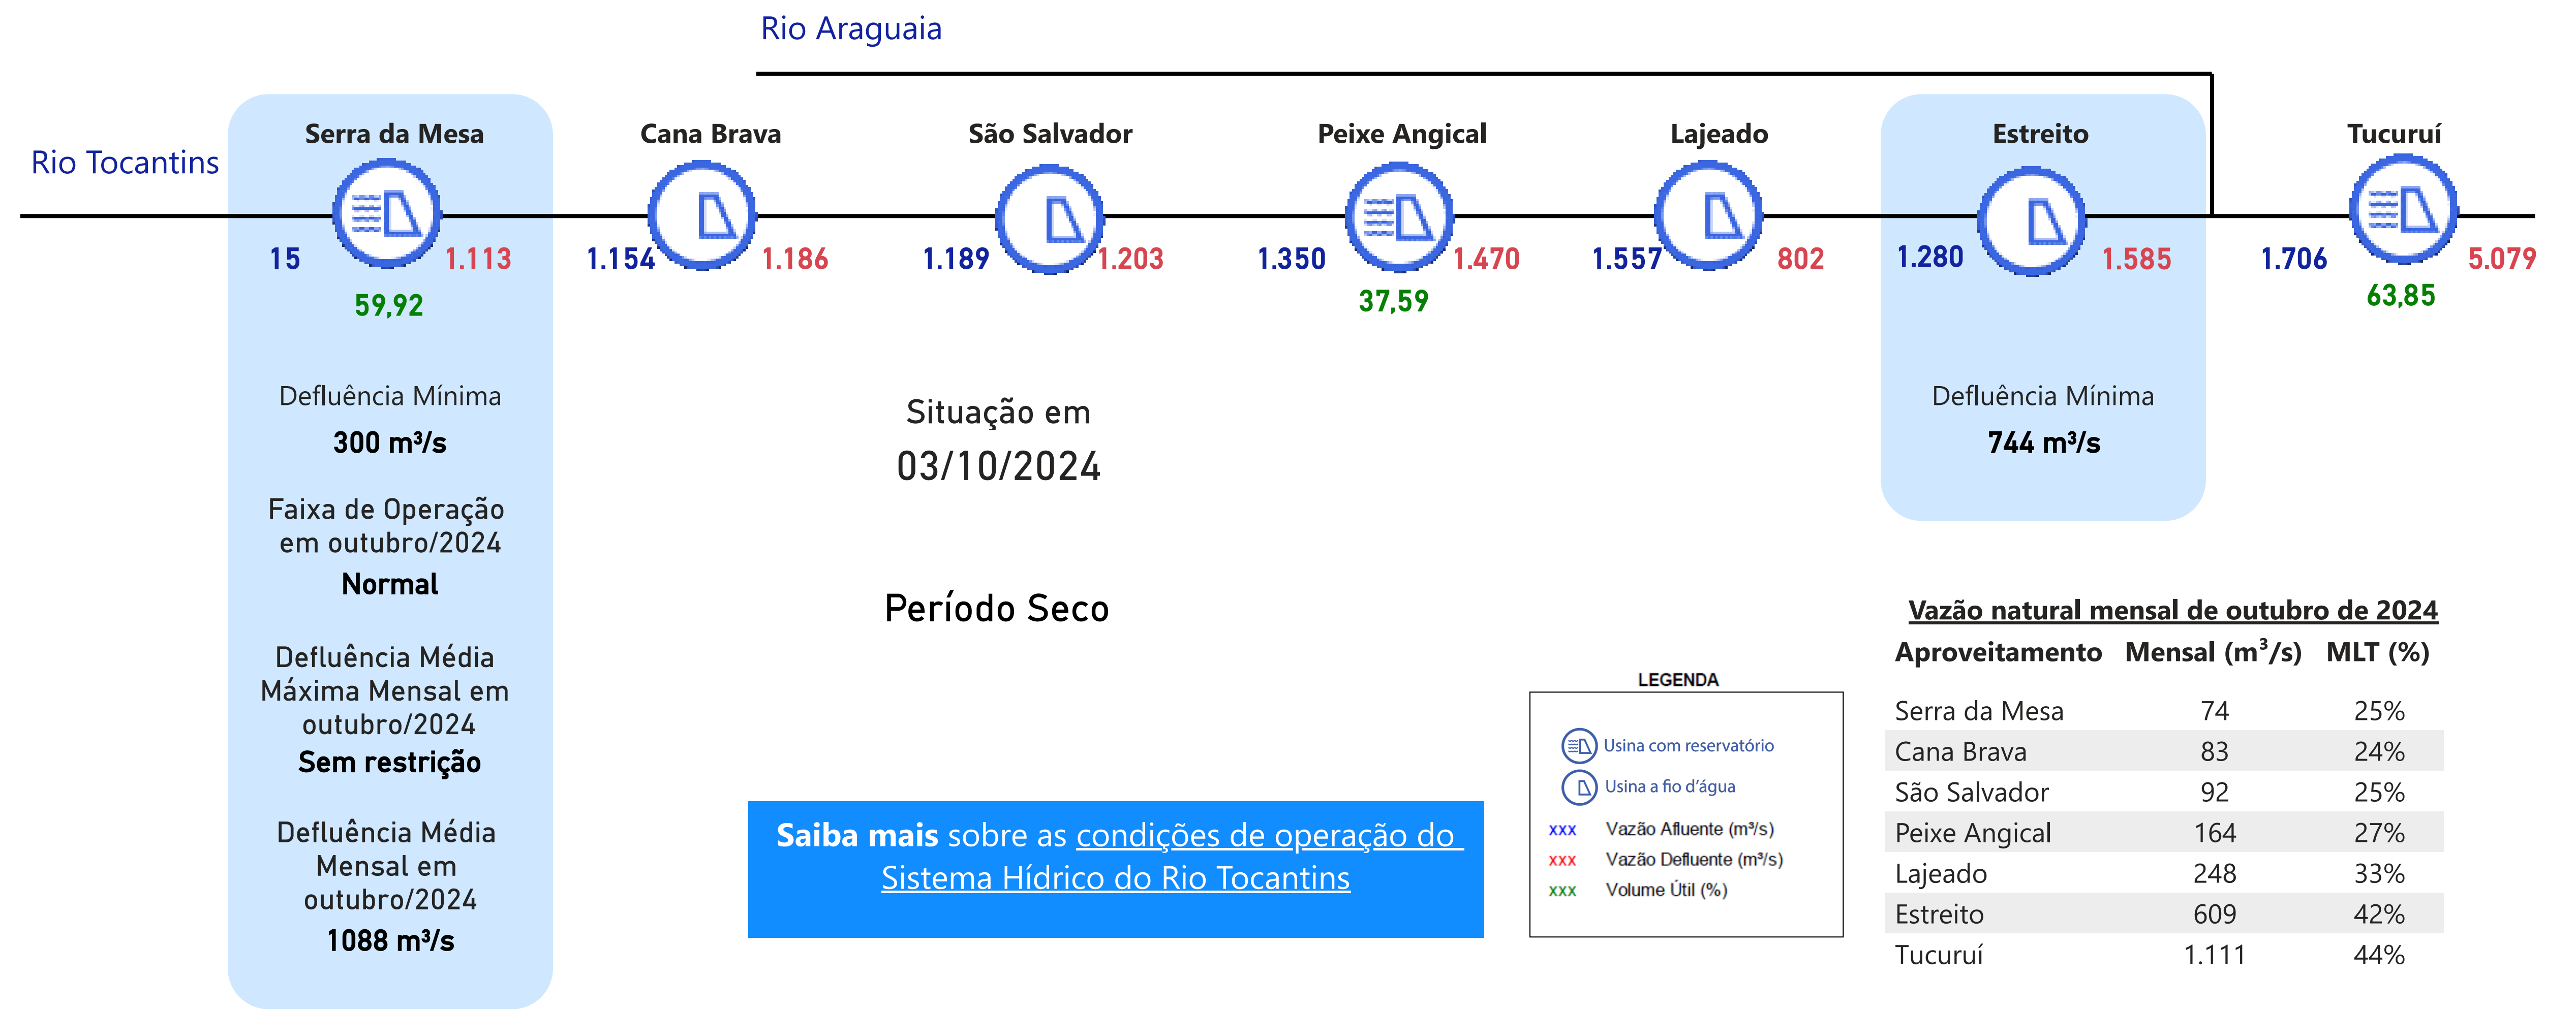 Rio Araguaia
Rio Tocantins
Serra da Mesa
Cana Brava
São Salvador
Peixe Angical
Lajeado
Estreito
Tucuruí
15
1.113
1.154
1.186
1.189
1.203
1.350
1.470
1.557
802
1.280
1.585
1.706
5.079
59,92
37,59
63,85
Defluência Mínima
300 m³/s
Faixa de Operação
em outubro/2024
Normal
Defluência Média
Máxima Mensal em
outubro/2024
Sem restrição
Defluência Média
Mensal em
outubro/2024
1088 m³/s
Situação em
03/10/2024
Período Seco
Saiba mais sobre as condições de operação do
Sistema Hídrico do Rio Tocantins
Defluência Mínima
744 m³/s
LEGENDA
Usina com reservatório
Usina a fio d'água
xxx Vazão Afluente (m³/s)
xxx Vazão Defluente (m³/s)
xxx Volume Útil (%)
Vazão natural mensal de outubro de 2024
Aproveitamento Mensal (m³/s) MLT (%)
Serra da Mesa 74 25%
Cana Brava 83 24%
São Salvador 92 25%
Peixe Angical 164 27%
Lajeado 248 33%
Estreito 609 42%
Tucuruí 1.111 44%